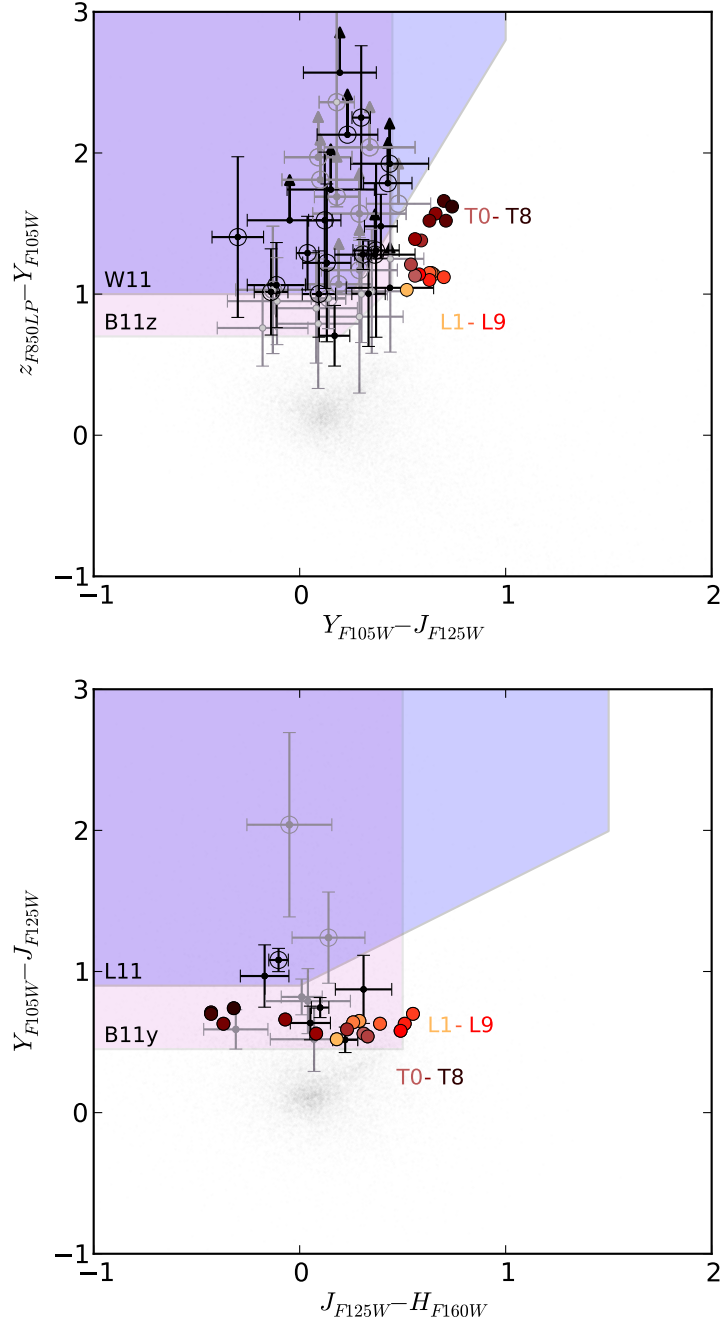 3
2
1
0
−1
z_F850LP−Y_F105W
W11
B11z
T0- T8
L1- L9
−1 0 1 2
Y_F105W−J_F125W
3
2
1
0
−1
Y_F105W−J_F125W
L11
B11y
L1- L9
T0- T8
−1 0 1 2
J_F125W−H_F160W